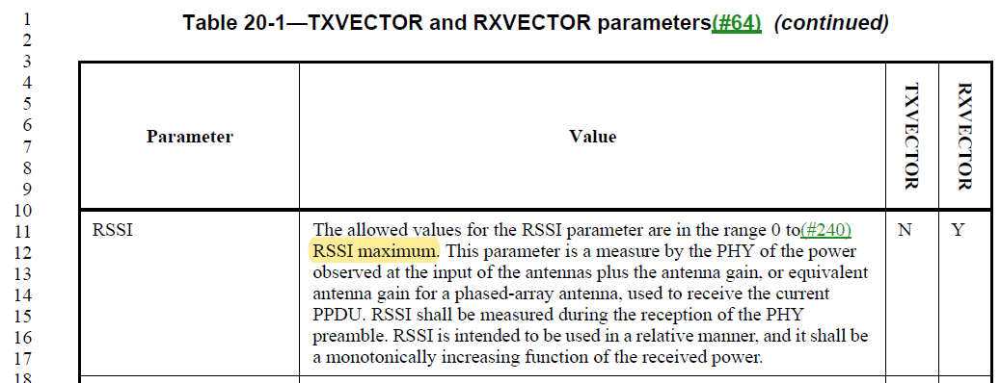 1
2
3
4
5
6
7
8
9
10
11
12
13
14
15
16
17
18
Table 20-1—TXVECTOR and RXVECTOR parameters(#64) (continued)
Parameter
Value
TXVECTOR
RXVECTOR
RSSI
The allowed values for the RSSI parameter are in the range 0 to(#240)
RSSI maximum. This parameter is a measure by the PHY of the power
observed at the input of the antennas plus the antenna gain, or equivalent
antenna gain for a phased-array antenna, used to receive the current
PPDU. RSSI shall be measured during the reception of the PHY
preamble. RSSI is intended to be used in a relative manner, and it shall be
a monotonically increasing function of the received power.
N
Y